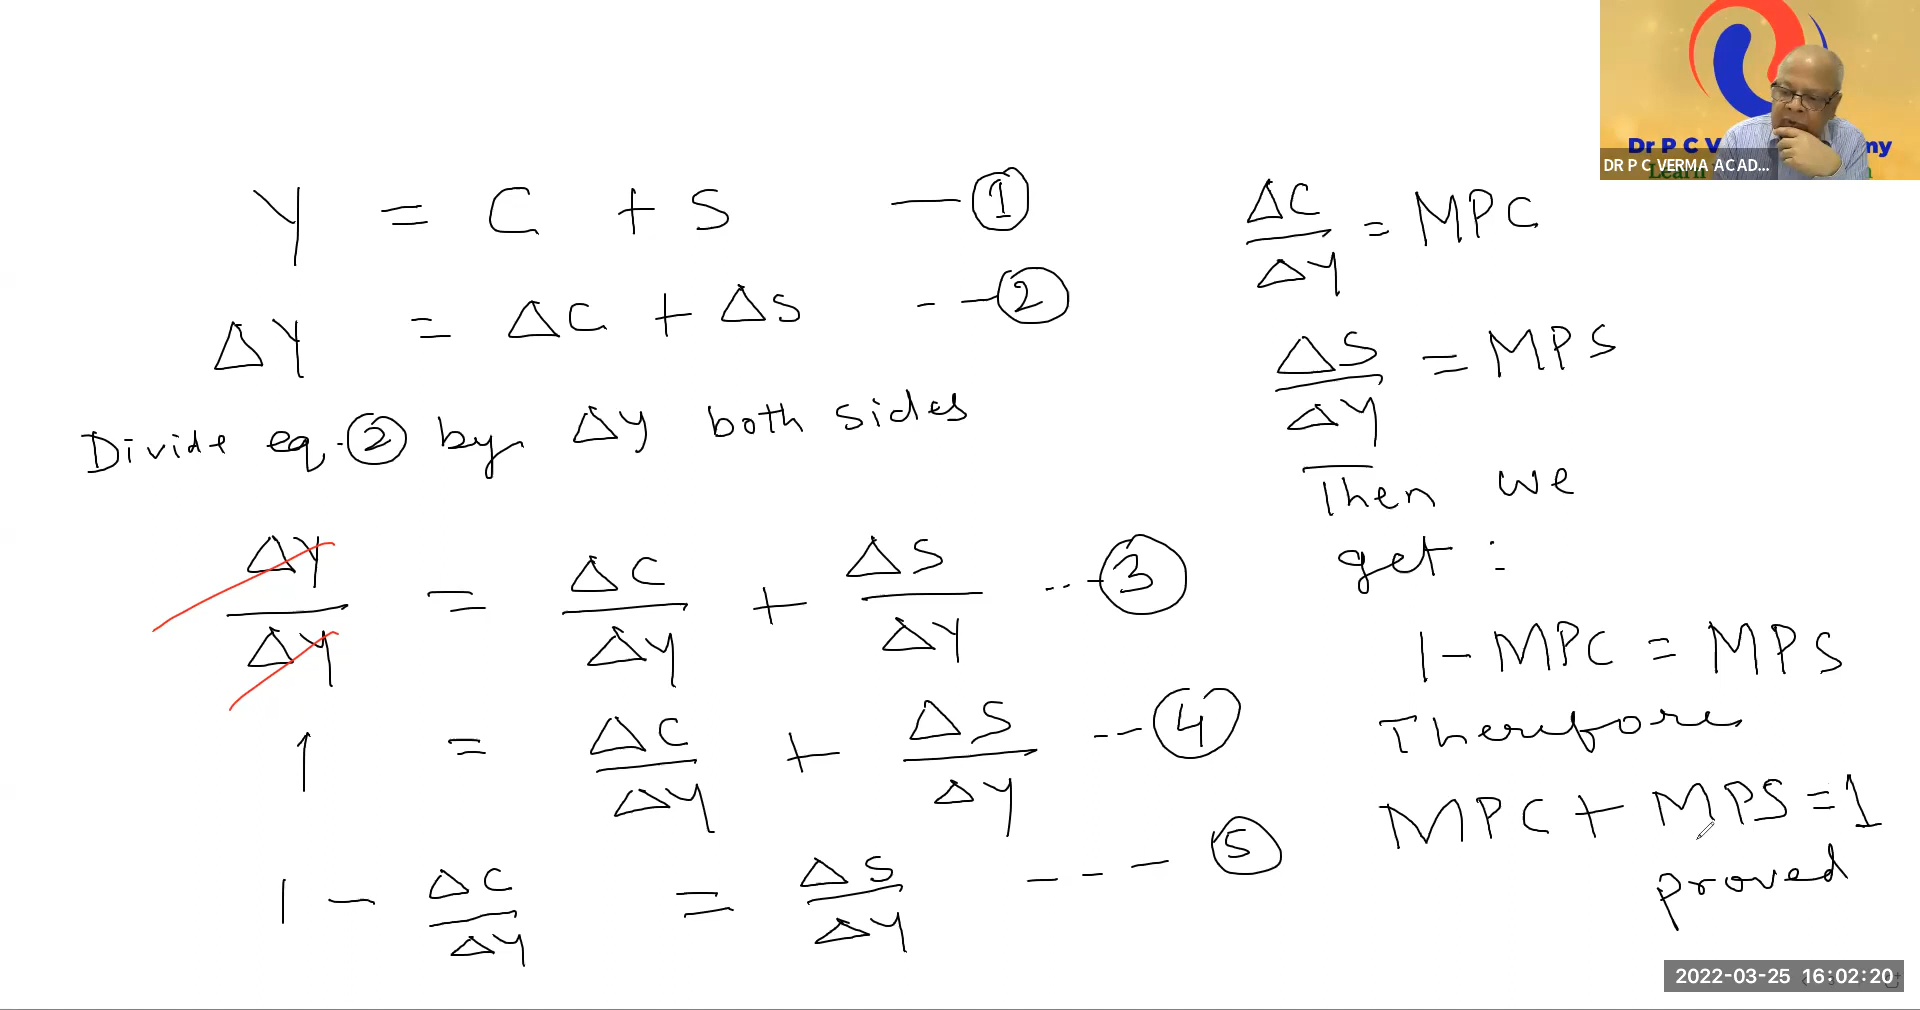 Y = C + S — ①
ΔY = ΔC + ΔS - - ②
Divide eq. ② by ΔY both sides
ΔY/ΔY = ΔC/ΔY + ΔS/ΔY -- - ③
1 = ΔC/ΔY + ΔS/ΔY -- - ④
1 - ΔC/ΔY = ΔS/ΔY - - - ⑤
ΔC/ΔY = MPC
ΔS/ΔY = MPS
Then we
get :
1 - MPC = MPS
Therefore
MPC + MPS = 1
proved
Dr P C V my
DR P C VERMA ACAD...
Learn
2022-03-25 16:02:20